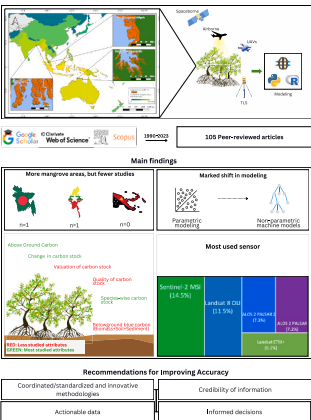 A
Spaceborne
Airborne
UAVs
TLS
Modeling
Google
Scholar
Clarivate
Web of Science
Scopus
1990-2023
105 Peer-reviewed articles
Main findings
More mangrove areas, but fewer studies
n=1
n=1
n=0
Marked shift in modeling
Parametric
modeling
Non-parametric
machine models
Above Ground Carbon
Change in carbon stock
Valuation of carbon stock
Quality of carbon
stock
Species-wise carbon
stock
Below-ground blue carbon
(Biomass+Soil+Sediment)
RED: Less studied attributes
GREEN: Most studied attributes
Most used sensor
Sentinel-2 MSI
(14.5%)
Landsat 8 OLI
(11.5%)
ALOS 2 PALSAR 2
(7.3%)
ALOS 2 PALSAR
(7.2%)
Landsat ETM+
Recommendations for Improving Accuracy
Coordinated/standardized and innovative
methodologies
Credibility of information
Actionable data
Informed decisions